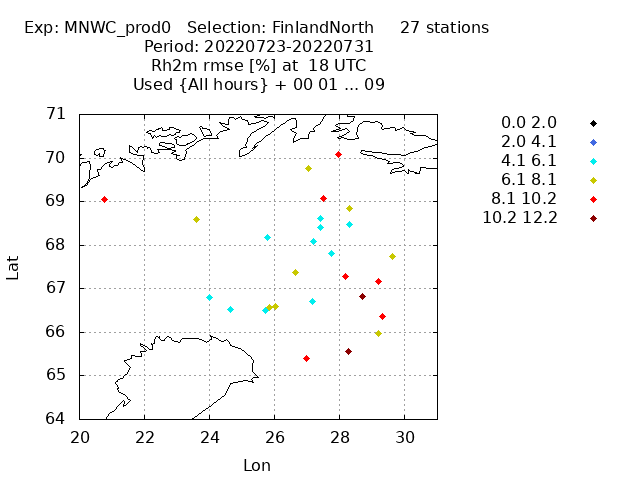 Exp: MNWC_prod0 Selection: FinlandNorth 27 stations
Period: 20220723-20220731
Rh2m rmse [%] at 18 UTC
Used {All hours} + 00 01 ... 09
71
70
69
68
67
66
65
64
Lat
20 22 24 26 28 30
Lon
0.0 2.0
2.0 4.1
4.1 6.1
6.1 8.1
8.1 10.2
10.2 12.2